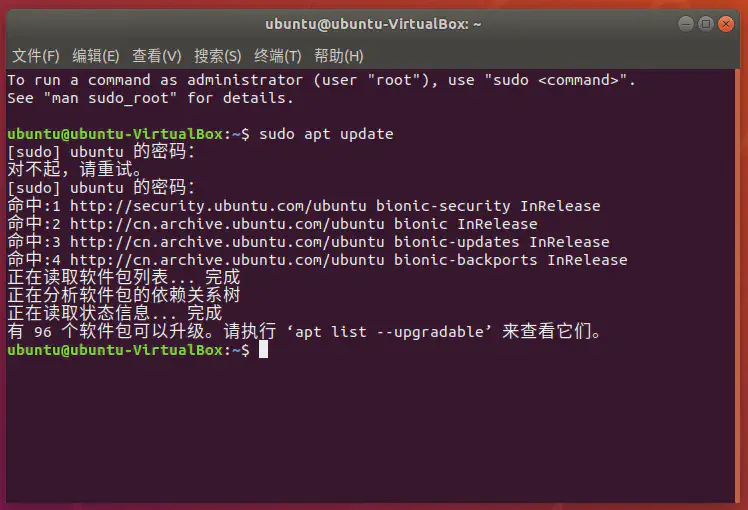 ubuntu@ubuntu-VirtualBox: ~
文件(F) 编辑(E) 查看(V) 搜索(S) 终端(T) 帮助(H)
To run a command as administrator (user "root"), use "sudo <command>".
See "man sudo_root" for details.
ubuntu@ubuntu-VirtualBox:~$ sudo apt update
[sudo] ubuntu 的密码：
对不起，请重试。
[sudo] ubuntu 的密码：
命中:1 http://security.ubuntu.com/ubuntu bionic-security InRelease
命中:2 http://cn.archive.ubuntu.com/ubuntu bionic InRelease
命中:3 http://cn.archive.ubuntu.com/ubuntu bionic-updates InRelease
命中:4 http://cn.archive.ubuntu.com/ubuntu bionic-backports InRelease
正在读取软件包列表... 完成
正在分析软件包的依赖关系树
正在读取状态信息... 完成
有 96 个软件包可以升级。请执行 ‘apt list --upgradable’ 来查看它们。
ubuntu@ubuntu-VirtualBox:~$